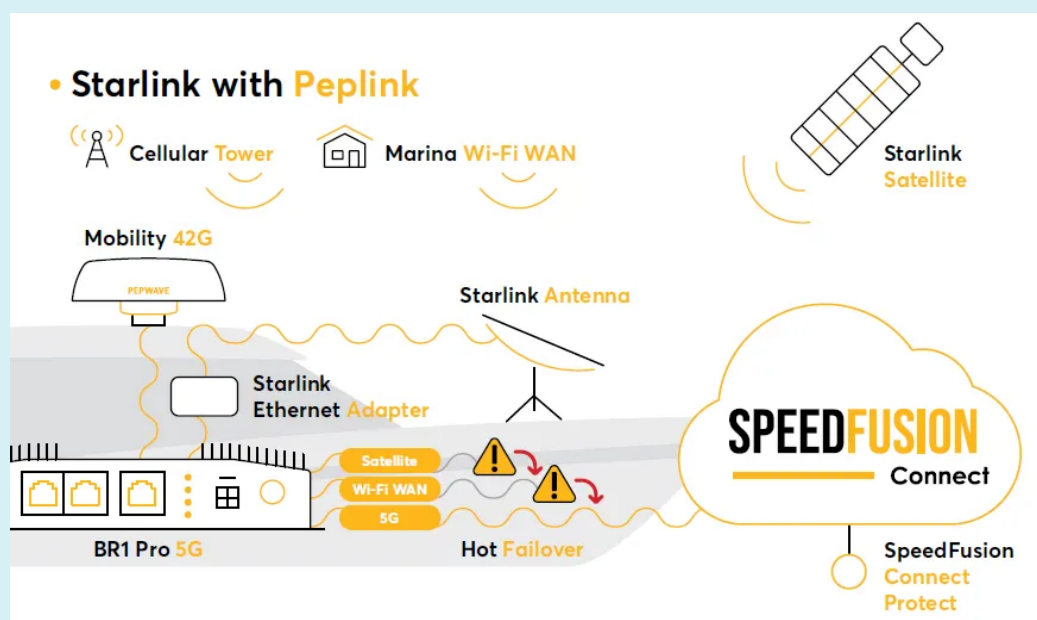 • Starlink with Peplink
Cellular Tower
Marina Wi-Fi WAN
Starlink
Satellite
Mobility 42G
PEPWAVE
Starlink Antenna
Starlink
Ethernet Adapter
SPEEDFUSION
Connect
Satellite
Wi-Fi WAN
5G
BR1 Pro 5G
Hot Failover
SpeedFusion
Connect
Protect